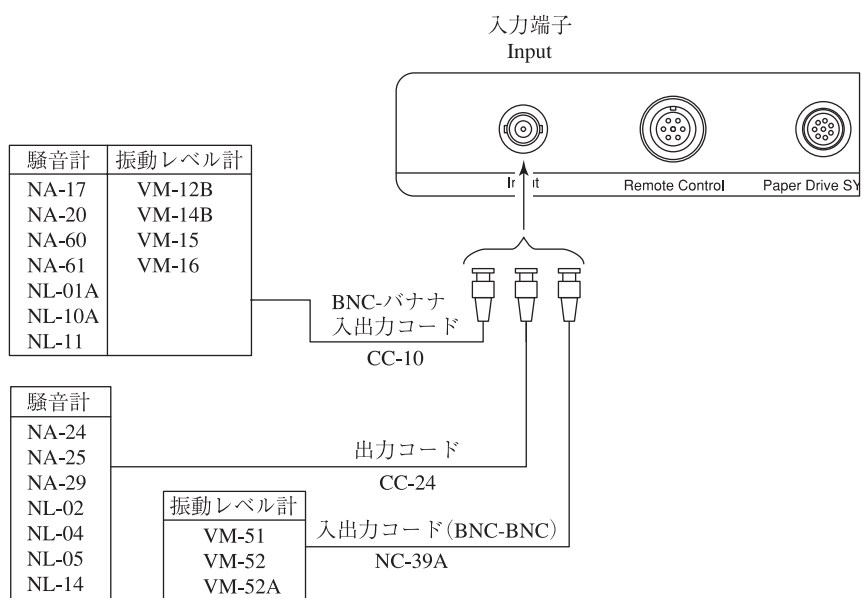 入力端子
Input
Input
Remote Control
Paper Drive SY
騒音計 振動レベル計
NA-17 VM-12B
NA-20 VM-14B
NA-60 VM-15
NA-61 VM-16
NL-01A
NL-10A
NL-11
BNC-バナナ
入出力コード
CC-10
騒音計
NA-24
NA-25
NA-29
NL-02
NL-04
NL-05
NL-14
出力コード
CC-24
振動レベル計
VM-51
VM-52
VM-52A
入出力コード(BNC-BNC)
NC-39A